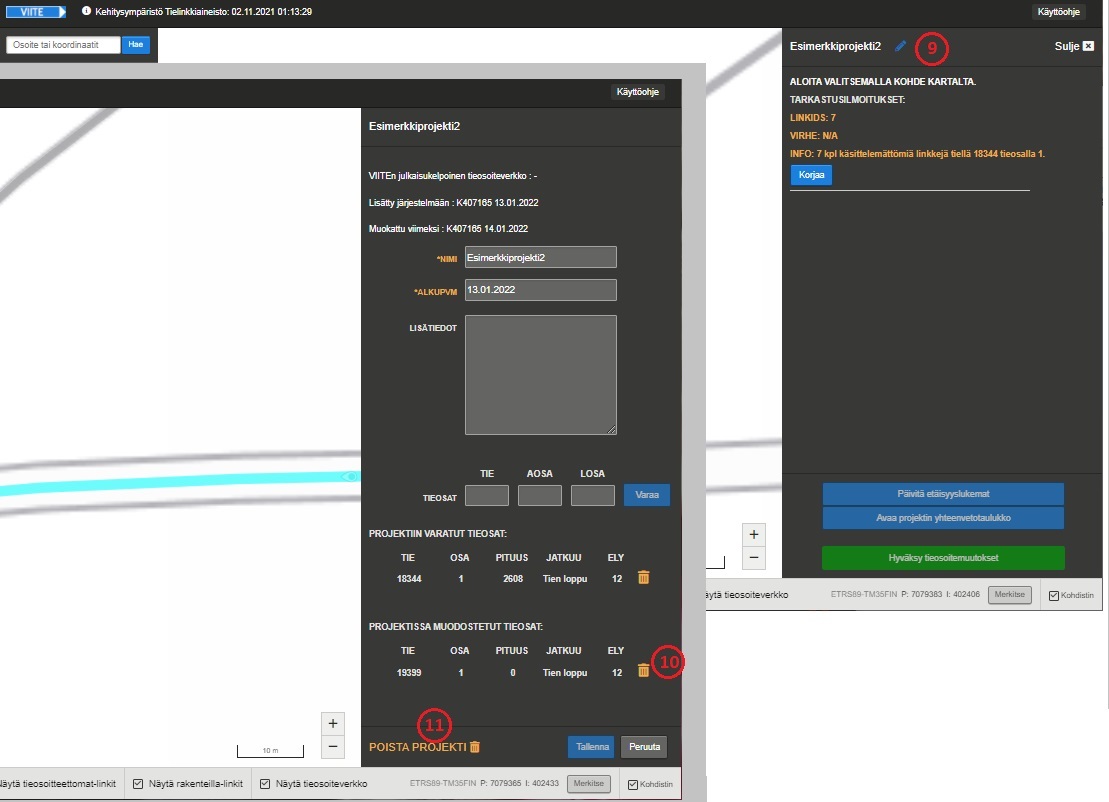 VIITE
Kehitysympäristö Tielinkkiaineisto: 02.11.2021 01:13:29
Käyttöohje
Osoite tai koordinaatit
Hae
Esimerkkiprojekti2
9
Sulje
ALOITA VALITSEMALLA KOHDE KARTALTA.
TARKASTUSILMOITUKSET:
LINKIDS: 7
VIRHE: N/A
INFO: 7 kpl käsittelemättömiä linkkejä tiellä 18344 tieosalla 1.
Korjaa
Päivitä etäisyyslukemat
Avaa projektin yhteenvetotaulukko
Hyväksy tieosoitemuutokset
+
−
äytä tieosoiteverkko
ETRS89-TM35FIN P: 7079383 I: 402406
Merkitse
Kohdistin
Käyttöohje
Esimerkkiprojekti2
VIITEn julkaisukelpoinen tieosoiteverkko : -
Lisätty järjestelmään : K407165 13.01.2022
Muokattu viimeksi : K407165 14.01.2022
*NIMI Esimerkkiprojekti2
*ALKUPVM 13.01.2022
LISÄTIEDOT
TIE AOSA LOSA
TIEOSAT Varaa
PROJEKTIIN VARATUT TIEOSAT:
TIE OSA PITUUS JATKUU ELY
18344 1 2608 Tien loppu 12
PROJEKTISSA MUODOSTETUT TIEOSAT:
TIE OSA PITUUS JATKUU ELY
19399 1 0 Tien loppu 12
10
11
POISTA PROJEKTI
Tallenna
Peruuta
+
−
10 m
äytä tieosoitteettomat-linkit
Näytä rakenteilla-linkit
Näytä tieosoiteverkko
ETRS89-TM35FIN P: 7079365 I: 402433
Merkitse
Kohdistin